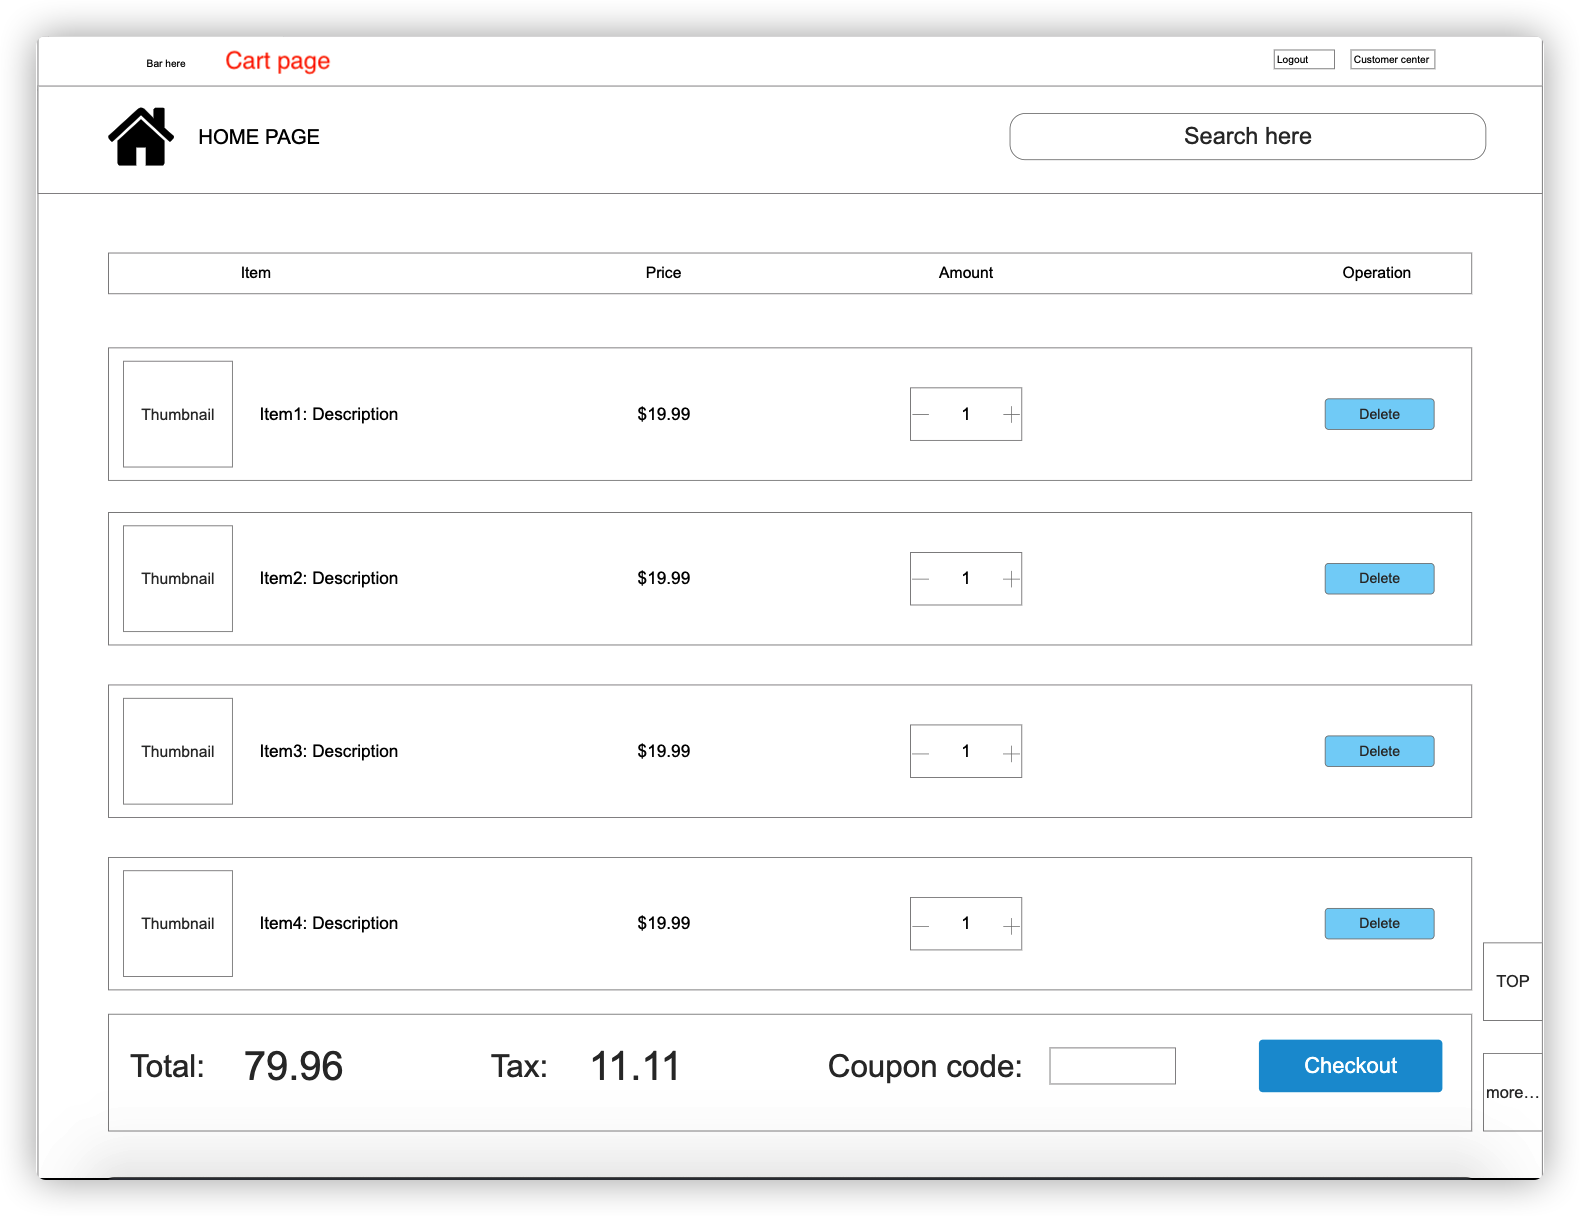 Bar here
Cart page
Logout
Customer center
HOME PAGE
Search here
Item Price Amount Operation
Thumbnail Item1: Description $19.99 1 Delete
Thumbnail Item2: Description $19.99 1 Delete
Thumbnail Item3: Description $19.99 1 Delete
Thumbnail Item4: Description $19.99 1 Delete
TOP
Total: 79.96 Tax: 11.11 Coupon code: Checkout
more...